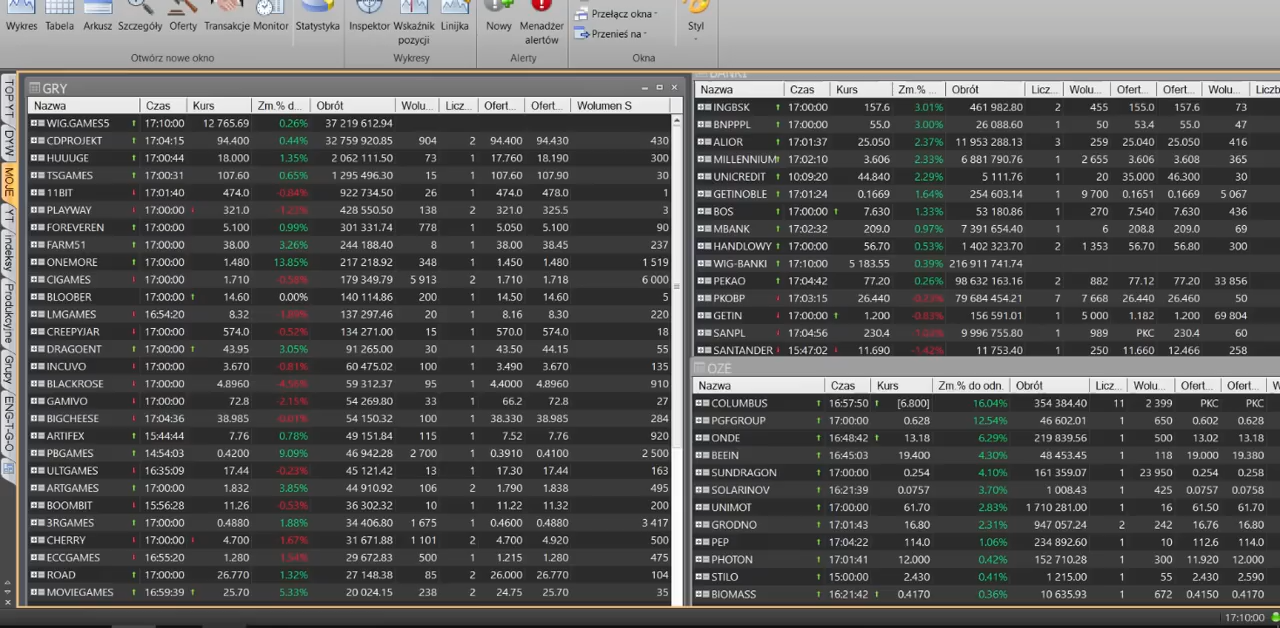 Wykres Tabela Arkusz Szczegóły Oferty Transakcje Monitor Statystyka Inspektor Wskaźnik pozycji Linijka Nowy Menadżer alertów Przełącz okna Przenieś na Styl
Otwórz nowe okno Wykresy Alerty Okna
TOP YT
DYW
MOJE
YT
indeksy
Produkcyjne
Grupy
ENG-IT-G-O
GRY
Nazwa Czas Kurs Zm.% d... Obrót Wolu... Licz... Ofert... Ofert... Wolumen S
WIG.GAMES5 17:10:00 12 765.69 0.26% 37 219 612.94
CDPROJEKT 17:04:15 94.400 0.44% 32 759 920.85 904 2 94.400 94.430 430
HUUUGE 17:00:44 18.000 1.35% 2 062 111.50 73 1 17.760 18.190 300
TSGAMES 17:00:31 107.60 0.65% 1 295 496.30 15 1 107.60 107.90 30
11BIT 17:01:40 474.0 -0.84% 922 734.50 26 1 474.0 478.0 1
PLAYWAY 17:00:00 321.0 -1.23% 428 550.50 138 2 321.0 325.5 3
FOREVEREN 17:00:00 5.100 0.99% 301 331.74 778 1 5.050 5.100 90
FARM51 17:00:00 38.00 3.26% 244 188.40 8 1 38.00 38.45 237
ONEMORE 17:00:00 1.480 13.85% 217 218.92 348 1 1.450 1.480 1 519
CIGAMES 17:00:00 1.710 -0.58% 179 349.79 5 913 2 1.710 1.718 6 000
BLOOBER 17:00:00 14.60 0.00% 140 114.86 200 1 14.50 14.60 5
LMGAMES 16:54:20 8.32 -1.89% 137 297.46 20 1 8.16 8.30 220
CREEPYJAR 17:00:00 574.0 -0.52% 134 271.00 15 1 570.0 574.0 18
DRAGOENT 17:00:00 43.95 3.05% 91 265.00 30 1 43.50 44.15 55
INCUVO 17:00:00 3.670 -0.81% 60 475.02 100 1 3.490 3.670 135
BLACKROSE 17:00:00 4.8960 -4.56% 59 312.37 95 1 4.4000 4.8960 910
GAMIVO 17:00:00 72.8 -2.15% 54 269.80 33 1 66.2 72.8 27
BIGCHEESE 17:04:36 38.985 -0.01% 54 150.32 100 1 38.330 38.985 284
ARTIFEX 15:44:44 7.76 0.78% 49 151.84 115 1 7.52 7.76 920
PBGAMES 14:54:03 0.4200 9.09% 46 942.28 2 700 1 0.3910 0.4100 2 500
ULTGAMES 16:35:09 17.44 -0.23% 45 121.42 13 1 17.30 17.44 163
ARTGAMES 17:00:00 1.832 3.85% 44 910.92 106 2 1.790 1.838 495
BOOMBIT 15:56:28 11.26 -0.53% 36 302.32 10 1 11.22 11.32 200
3RGAMES 17:00:00 0.4880 1.88% 34 406.80 1 675 1 0.4600 0.4880 3 417
CHERRY 17:00:00 4.700 1.67% 31 671.88 1 101 2 4.700 4.920 500
ECCGAMES 16:55:20 1.280 -1.54% 29 672.83 500 1 1.215 1.280 475
ROAD 17:00:00 26.770 1.32% 27 148.38 85 2 26.000 26.770 104
MOVIEGAMES 16:59:39 25.70 5.33% 20 024.15 238 2 24.75 25.70 35
BANKI
Nazwa Czas Kurs Zm.% ... Obrót Licz... Wolu... Ofert... Ofert... Wolu... Liczb
INGBSK 17:00:00 157.6 3.01% 461 982.80 2 455 155.0 157.6 73
BNPPPL 17:00:00 55.0 3.00% 26 088.60 1 50 53.4 55.0 47
ALIOR 17:01:37 25.050 2.37% 11 953 288.13 3 259 25.040 25.050 416
MILLENNIUM 17:02:10 3.606 2.33% 6 881 790.76 1 2 655 3.606 3.608 365
UNICREDIT 10:09:20 44.840 2.29% 5 111.76 1 20 35.000 46.300 30
GETINOBLE 17:01:24 0.1669 1.64% 254 603.14 1 9 700 0.1651 0.1651 5 067
BOS 17:00:00 7.630 1.33% 53 180.86 1 270 7.540 7.630 436
MBANK 17:02:32 209.0 0.97% 7 391 654.40 1 6 208.8 209.0 69
HANDLOWY 17:00:00 56.70 0.53% 1 402 323.70 2 1 353 56.70 56.80 300
WIG-BANKI 17:10:00 5 183.55 0.39% 216 911 741.74
PEKAO 17:04:42 77.20 0.26% 98 632 163.16 2 882 77.12 77.20 33 856
PKOBP 17:03:15 26.440 -0.23% 79 684 454.21 7 7 668 26.440 26.460 50
GETIN 17:00:00 1.200 -0.83% 156 591.01 1 5 000 1.182 1.200 69 804
SANPL 17:04:56 230.4 9 996 755.80 1 989 PKC 230.4 60
SANTANDER 15:47:02 11.690 -1.42% 11 753.40 1 250 11.660 12.466 258
OZE
Nazwa Czas Kurs Zm.% do odn. Obrót Licz... Wolu... Ofert... Ofert... W
COLUMBUS 16:57:50 [6.800] 16.04% 354 384.40 11 2 399 PKC PKC
PGFGROUP 17:00:00 0.628 12.54% 46 602.01 1 650 0.602 0.628
ONDE 16:48:42 13.18 6.29% 219 839.56 1 500 13.02 13.18
BEEIN 16:45:03 19.400 4.30% 48 453.45 1 118 19.000 19.380
SUNDRAGON 17:00:00 0.254 4.10% 161 359.07 1 23 950 0.254 0.258
SOLARINOV 16:21:39 0.0757 3.70% 1 008.43 1 425 0.0757 0.0758
UNIMOT 17:00:00 61.70 2.83% 1 710 281.00 1 16 61.50 61.70
GRODNO 17:01:43 16.80 2.31% 947 057.24 2 242 16.76 16.80
PEP 17:04:22 114.0 1.06% 234 892.60 1 10 112.6 114.0
PHOTON 17:01:41 12.000 0.42% 152 710.28 1 300 11.920 12.000
STILO 15:00:00 2.430 0.41% 1 215.00 1 55 2.430 2.590
BIOMASS 16:21:42 0.4170 0.36% 10 635.93 1 672 0.4150 0.4170
17:10:00